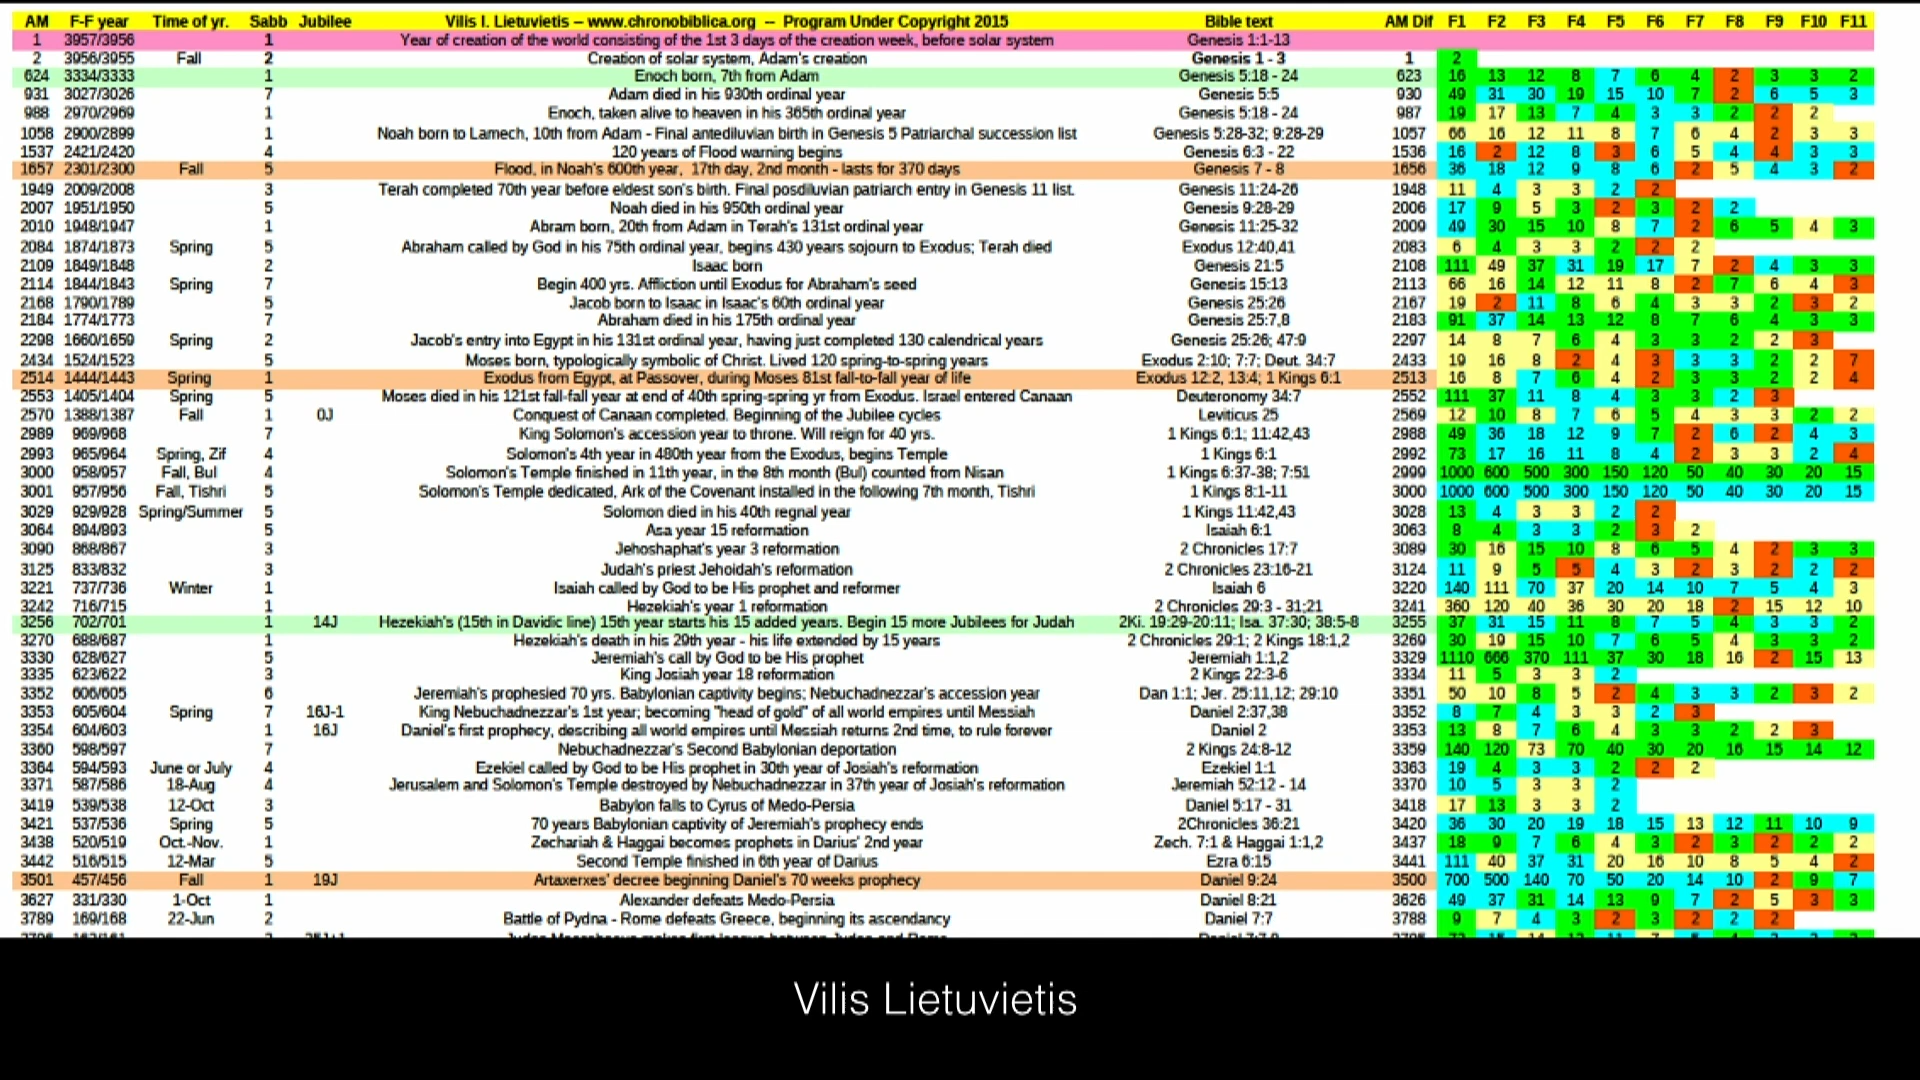 AM F-F year Time of yr. Sabb Jubilee Vilis I. Lietuvietis – www.chronobiblica.org -- Program Under Copyright 2015 Bible text AM Dif F1 F2 F3 F4 F5 F6 F7 F8 F9 F10 F11
1 3957/3956 1 Year of creation of the world consisting of the 1st 3 days of the creation week, before solar system Genesis 1:1-13
2 3956/3955 Fall 2 Creation of solar system, Adam's creation Genesis 1 - 3 1 2
624 3334/3333 1 Enoch born, 7th from Adam Genesis 5:18 - 24 623 16 13 12 8 7 6 4 2 3 3 2
931 3027/3026 7 Adam died in his 930th ordinal year Genesis 5:5 930 49 31 30 19 15 10 7 2 6 5 3
988 2970/2969 1 Enoch, taken alive to heaven in his 365th ordinal year Genesis 5:18 - 24 987 19 17 13 7 4 3 3 2 2 2
1058 2900/2899 1 Noah born to Lamech, 10th from Adam - Final antediluvian birth in Genesis 5 Patriarchal succession list Genesis 5:28-32; 9:28-29 1057 66 16 12 11 8 7 6 4 2 3 3
1537 2421/2420 4 120 years of Flood warning begins Genesis 6:3 - 22 1536 16 2 12 8 3 6 5 4 4 3 3
1657 2301/2300 Fall 5 Flood, in Noah's 600th year, 17th day, 2nd month - lasts for 370 days Genesis 7 - 8 1656 36 18 12 9 8 6 2 5 4 3 2
1949 2009/2008 3 Terah completed 70th year before eldest son's birth. Final posdiluvian patriarch entry in Genesis 11 list. Genesis 11:24-26 1948 11 4 3 3 2 2
2007 1951/1950 5 Noah died in his 950th ordinal year Genesis 9:28-29 2006 17 9 5 3 2 3 2 2
2010 1948/1947 1 Abram born, 20th from Adam in Terah's 131st ordinal year Genesis 11:25-32 2009 49 30 15 10 8 7 2 6 5 4 3
2084 1874/1873 Spring 5 Abraham called by God in his 75th ordinal year, begins 430 years sojourn to Exodus; Terah died Exodus 12:40,41 2083 6 4 3 3 2 2 2
2109 1849/1848 2 Isaac born Genesis 21:5 2108 111 49 37 31 19 17 7 2 4 3 3
2114 1844/1843 Spring 7 Begin 400 yrs. Affliction until Exodus for Abraham's seed Genesis 15:13 2113 66 16 14 12 11 8 2 7 6 4 3
2168 1790/1789 5 Jacob born to Isaac in Isaac's 60th ordinal year Genesis 25:26 2167 19 2 11 8 6 4 3 3 2 3 2
2184 1774/1773 7 Abraham died in his 175th ordinal year Genesis 25:7,8 2183 91 37 14 13 12 8 7 6 4 3 3
2298 1660/1659 Spring 2 Jacob's entry into Egypt in his 131st ordinal year, having just completed 130 calendrical years Genesis 25:26; 47:9 2297 14 8 7 6 4 3 3 2 2 3
2434 1524/1523 5 Moses born, typologically symbolic of Christ. Lived 120 spring-to-spring years Exodus 2:10; 7:7; Deut. 34:7 2433 19 16 8 2 4 3 3 3 2 2 7
2514 1444/1443 Spring 1 Exodus from Egypt, at Passover, during Moses 81st fall-to-fall year of life Exodus 12:2, 13:4; 1 Kings 6:1 2513 16 8 7 6 4 2 3 3 2 2 4
2553 1405/1404 Spring 5 Moses died in his 121st fall-fall year at end of 40th spring-spring yr from Exodus. Israel entered Canaan Deuteronomy 34:7 2552 111 37 11 8 4 3 3 2 3
2570 1388/1387 Fall 1 0J Conquest of Canaan completed. Beginning of the Jubilee cycles Leviticus 25 2569 12 10 8 7 6 5 4 3 3 2 2
2989 969/968 7 King Solomon's accession year to throne. Will reign for 40 yrs. 1 Kings 6:1; 11:42,43 2988 49 36 18 12 9 7 2 6 2 4 3
2993 965/964 Spring, Zif 4 Solomon's 4th year in 480th year from the Exodus, begins Temple 1 Kings 6:1 2992 73 17 16 11 8 4 2 3 3 2 4
3000 958/957 Fall, Bul 4 Solomon's Temple finished in 11th year, in the 8th month (Bul) counted from Nisan 1 Kings 6:37-38; 7:51 2999 1000 600 500 300 150 120 50 40 30 20 15
3001 957/956 Fall, Tishri 5 Solomon's Temple dedicated, Ark of the Covenant installed in the following 7th month, Tishri 1 Kings 8:1-11 3000 1000 600 500 300 150 120 50 40 30 20 15
3029 929/928 Spring/Summer 5 Solomon died in his 40th regnal year 1 Kings 11:42,43 3028 13 4 3 3 2 2
3064 894/893 5 Asa year 15 reformation Isaiah 6:1 3063 8 4 3 3 2 3 2
3090 868/867 3 Jehoshaphat's year 3 reformation 2 Chronicles 17:7 3089 30 16 15 10 8 6 5 4 2 3 3
3125 833/832 3 Judah's priest Jehoidah's reformation 2 Chronicles 23:16-21 3124 11 9 5 5 4 3 2 3 2 2 2
3221 737/736 Winter 1 Isaiah called by God to be His prophet and reformer Isaiah 6 3220 140 111 70 37 20 14 10 7 5 4 3
3242 716/715 1 Hezekiah's year 1 reformation 2 Chronicles 29:3 - 31:21 3241 360 120 40 36 30 20 18 2 15 12 10
3256 702/701 1 14J Hezekiah's (15th in Davidic line) 15th year starts his 15 added years. Begin 15 more Jubilees for Judah 2Ki. 19:29-20:11; Isa. 37:30; 38:5-8 3255 37 31 15 11 8 7 5 4 3 3 2
3270 688/687 1 Hezekiah's death in his 29th year - his life extended by 15 years 2 Chronicles 29:1; 2 Kings 18:1,2 3269 30 19 15 10 7 6 5 4 3 3 2
3330 628/627 5 Jeremiah's call by God to be His prophet Jeremiah 1:1,2 3329 1110 666 370 111 37 30 18 16 2 15 13
3335 623/622 3 King Josiah year 18 reformation 2 Kings 22:3-6 3334 11 5 3 3 2
3352 606/605 6 Jeremiah's prophesied 70 yrs. Babylonian captivity begins; Nebuchadnezzar's accession year Dan 1:1; Jer. 25:11,12; 29:10 3351 50 10 8 5 2 4 3 3 2 3 2
3353 605/604 Spring 7 16J-1 King Nebuchadnezzar's 1st year; becoming "head of gold" of all world empires until Messiah Daniel 2:37,38 3352 8 7 4 3 3 2 3
3354 604/603 1 16J Daniel's first prophecy, describing all world empires until Messiah returns 2nd time, to rule forever Daniel 2 3353 13 8 7 6 4 3 3 2 2 3
3360 598/597 7 Nebuchadnezzar's Second Babylonian deportation 2 Kings 24:8-12 3359 140 120 73 70 40 30 20 16 15 14 12
3364 594/593 June or July 4 Ezekiel called by God to be His prophet in 30th year of Josiah's reformation Ezekiel 1:1 3363 19 4 3 3 2 2 2
3371 587/586 18-Aug 4 Jerusalem and Solomon's Temple destroyed by Nebuchadnezzar in 37th year of Josiah's reformation Jeremiah 52:12 - 14 3370 10 5 3 3 2
3419 539/538 12-Oct 3 Babylon falls to Cyrus of Medo-Persia Daniel 5:17 - 31 3418 17 13 3 3 2
3421 537/536 Spring 5 70 years Babylonian captivity of Jeremiah's prophecy ends 2Chronicles 36:21 3420 36 30 20 19 18 15 13 12 11 10 9
3438 520/519 Oct.-Nov. 1 Zechariah & Haggai becomes prophets in Darius' 2nd year Zech. 7:1 & Haggai 1:1,2 3437 18 9 7 6 4 3 2 3 2 2 2
3442 516/515 12-Mar 5 Second Temple finished in 6th year of Darius Ezra 6:15 3441 111 40 37 31 20 16 10 8 5 4 2
3501 457/456 Fall 1 19J Artaxerxes' decree beginning Daniel's 70 weeks prophecy Daniel 9:24 3500 700 500 140 70 50 20 14 10 2 9 7
3627 331/330 1-Oct 1 Alexander defeats Medo-Persia Daniel 8:21 3626 49 37 31 14 13 9 7 2 5 3 3
3789 169/168 22-Jun 2 Battle of Pydna - Rome defeats Greece, beginning its ascendancy Daniel 7:7 3788 9 7 4 3 2 3 2 2 2
Vilis Lietuvietis